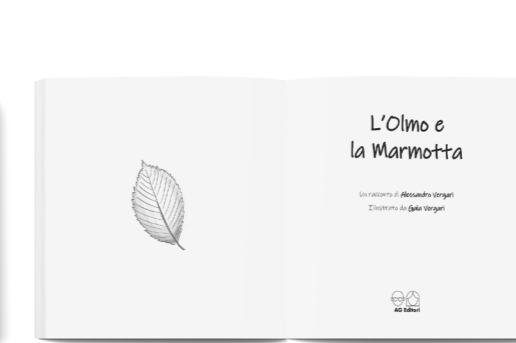 L'Olmo e
la Marmotta
Un racconto di Alessandro Vergari
Illustrato da Gaia Vergari
AG Editori